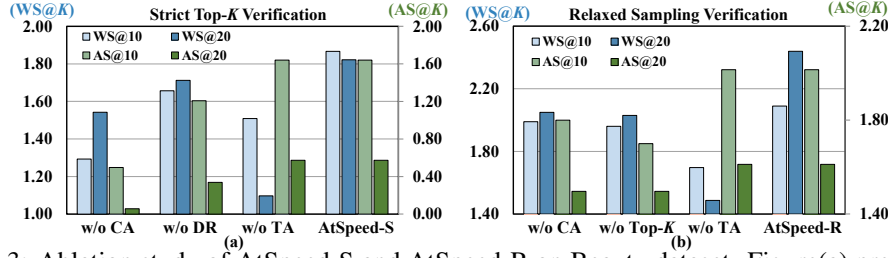 (WS@K) Strict Top-K Verification (AS@K)
2.00 2.00
WS@10 WS@20
AS@10 AS@20
1.80 1.60
1.60 1.20
1.40 0.80
1.20 0.40
1.00 0.00
w/o CA w/o DR w/o TA AtSpeed-S
(a)
(WS@K) Relaxed Sampling Verification (AS@K)
3.00 2.20
WS@10 WS@20
AS@10 AS@20
2.60
2.20
1.80 1.80
1.40 1.40
w/o CA w/o Top-K w/o TA AtSpeed-R
(b)